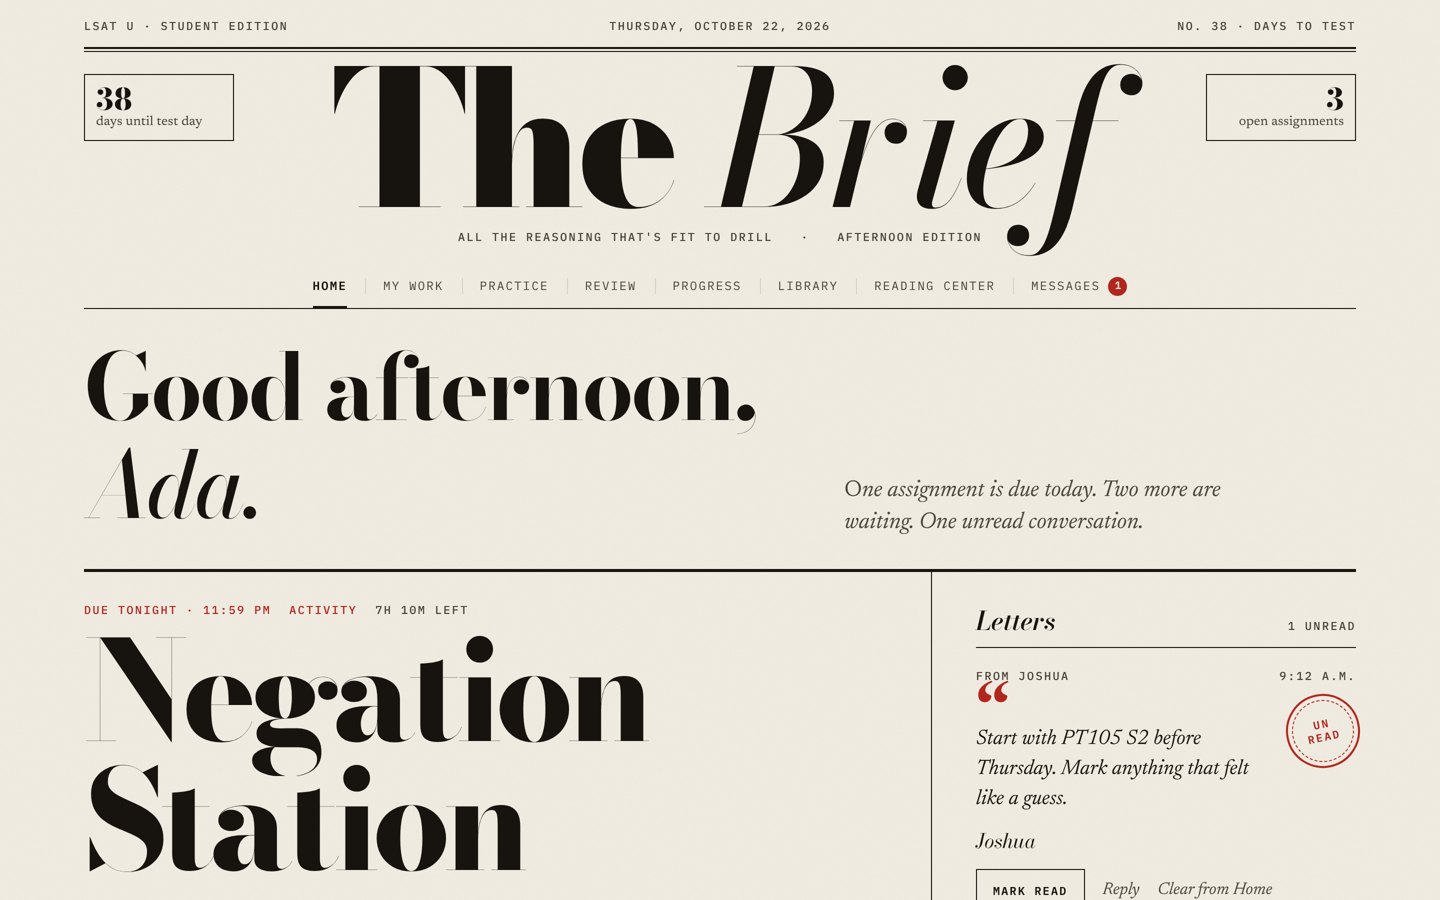 LSAT U · STUDENT EDITION
THURSDAY, OCTOBER 22, 2026
NO. 38 · DAYS TO TEST
38
days until test day
The Brief
3
open assignments
ALL THE REASONING THAT'S FIT TO DRILL · AFTERNOON EDITION
HOME
MY WORK
PRACTICE
REVIEW
PROGRESS
LIBRARY
READING CENTER
MESSAGES 1
Good afternoon,
Ada.
One assignment is due today. Two more are
waiting. One unread conversation.
DUE TONIGHT · 11:59 PM ACTIVITY 7H 10M LEFT
Negation
Station
Letters
1 UNREAD
FROM JOSHUA
9:12 A.M.
“
UN
READ
Start with PT105 S2 before
Thursday. Mark anything that felt
like a guess.
Joshua
MARK READ
Reply
Clear from Home